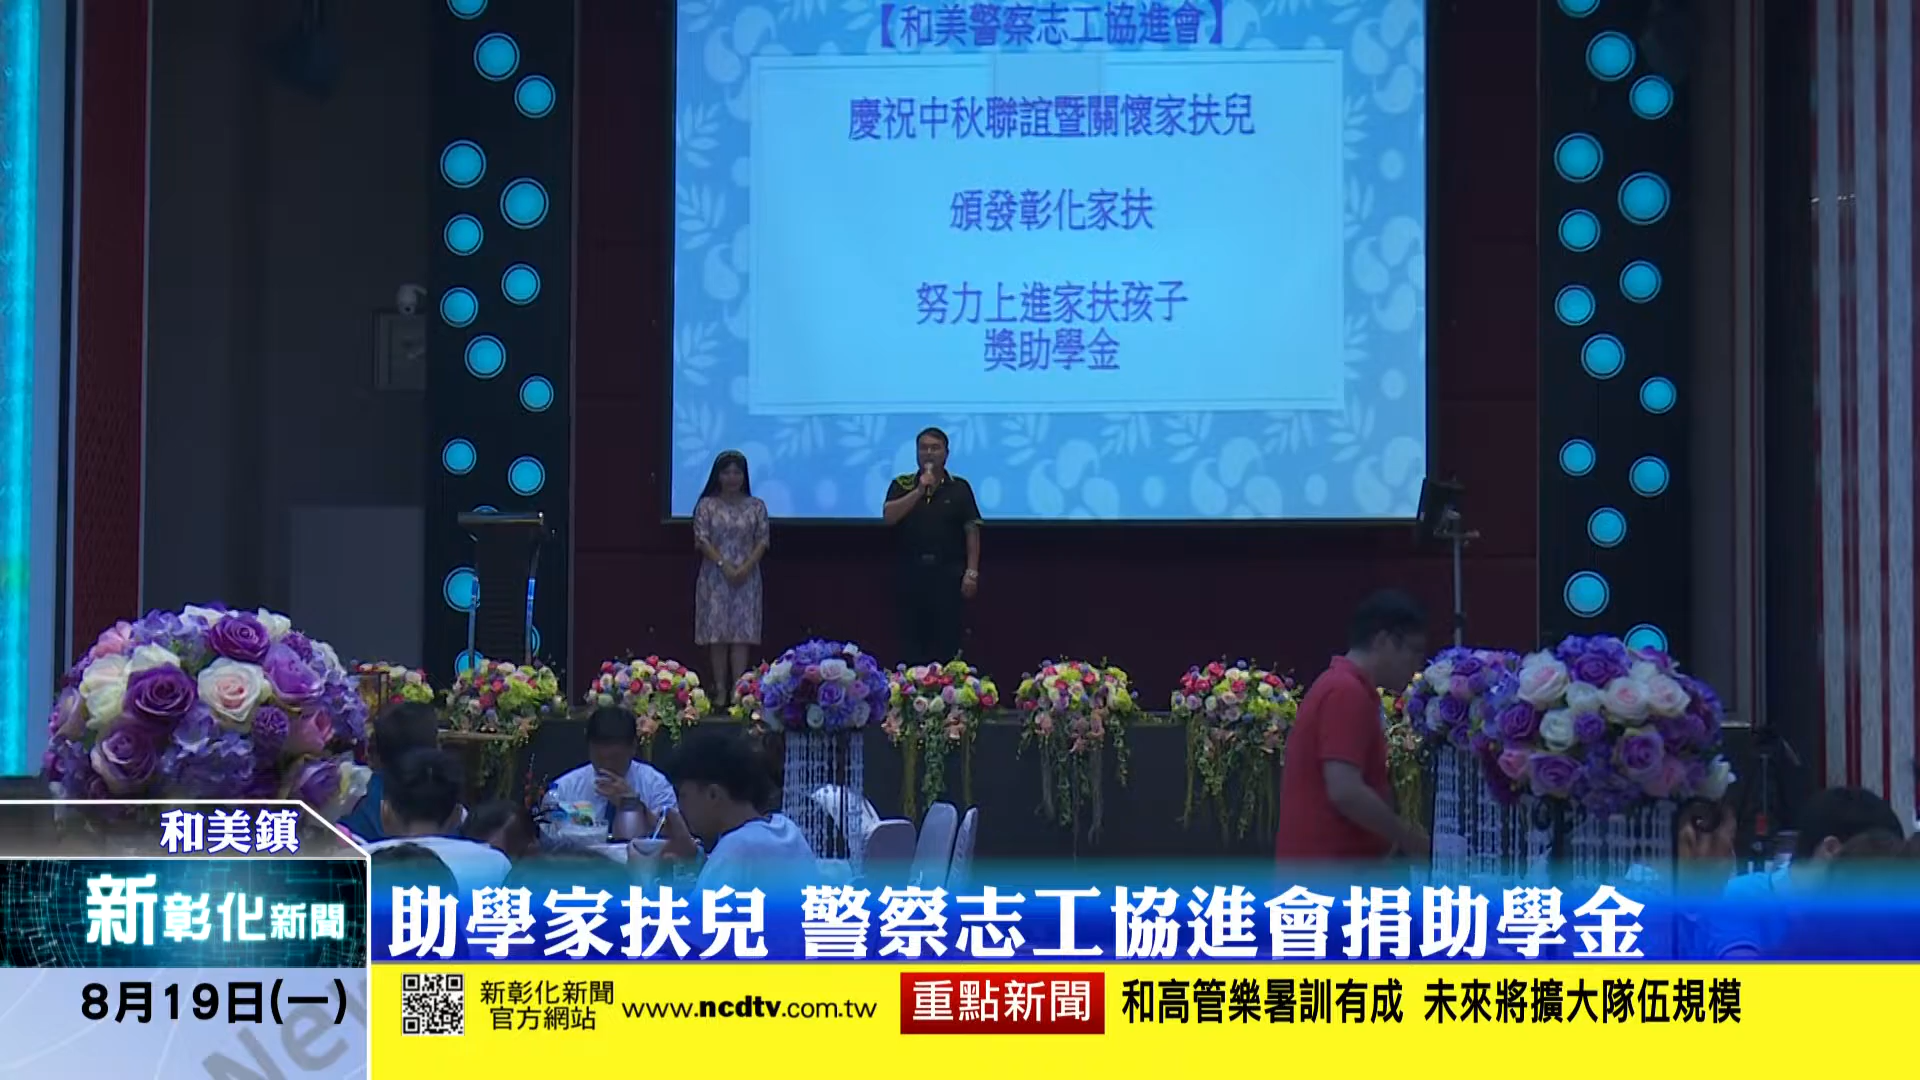 【和美警察志工協進會】
慶祝中秋聯誼暨關懷家扶兒
頒發彰化家扶
努力上進家扶孩子
獎助學金
和美鎮
新彰化新聞
助學家扶兒 警察志工協進會捐助學金
8月19日(一)
新彰化新聞
官方網站
www.ncdtv.com.tw
重點新聞
和高管樂暑訓有成 未來將擴大隊伍規模
New